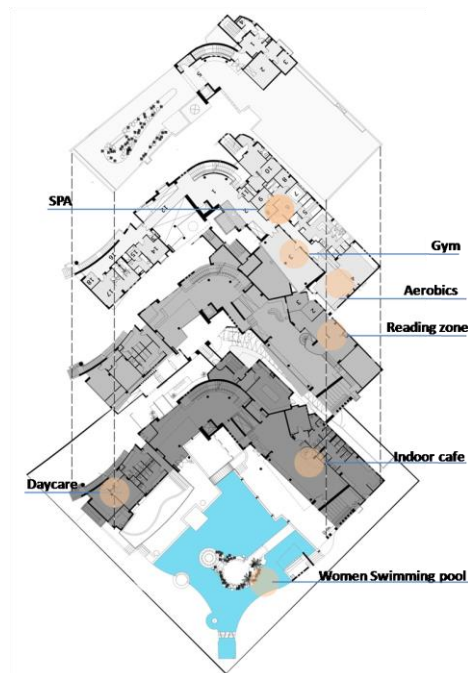 SPA
Gym
Aerobics
Reading zone
Indoor cafe
Daycare
Women Swimming pool